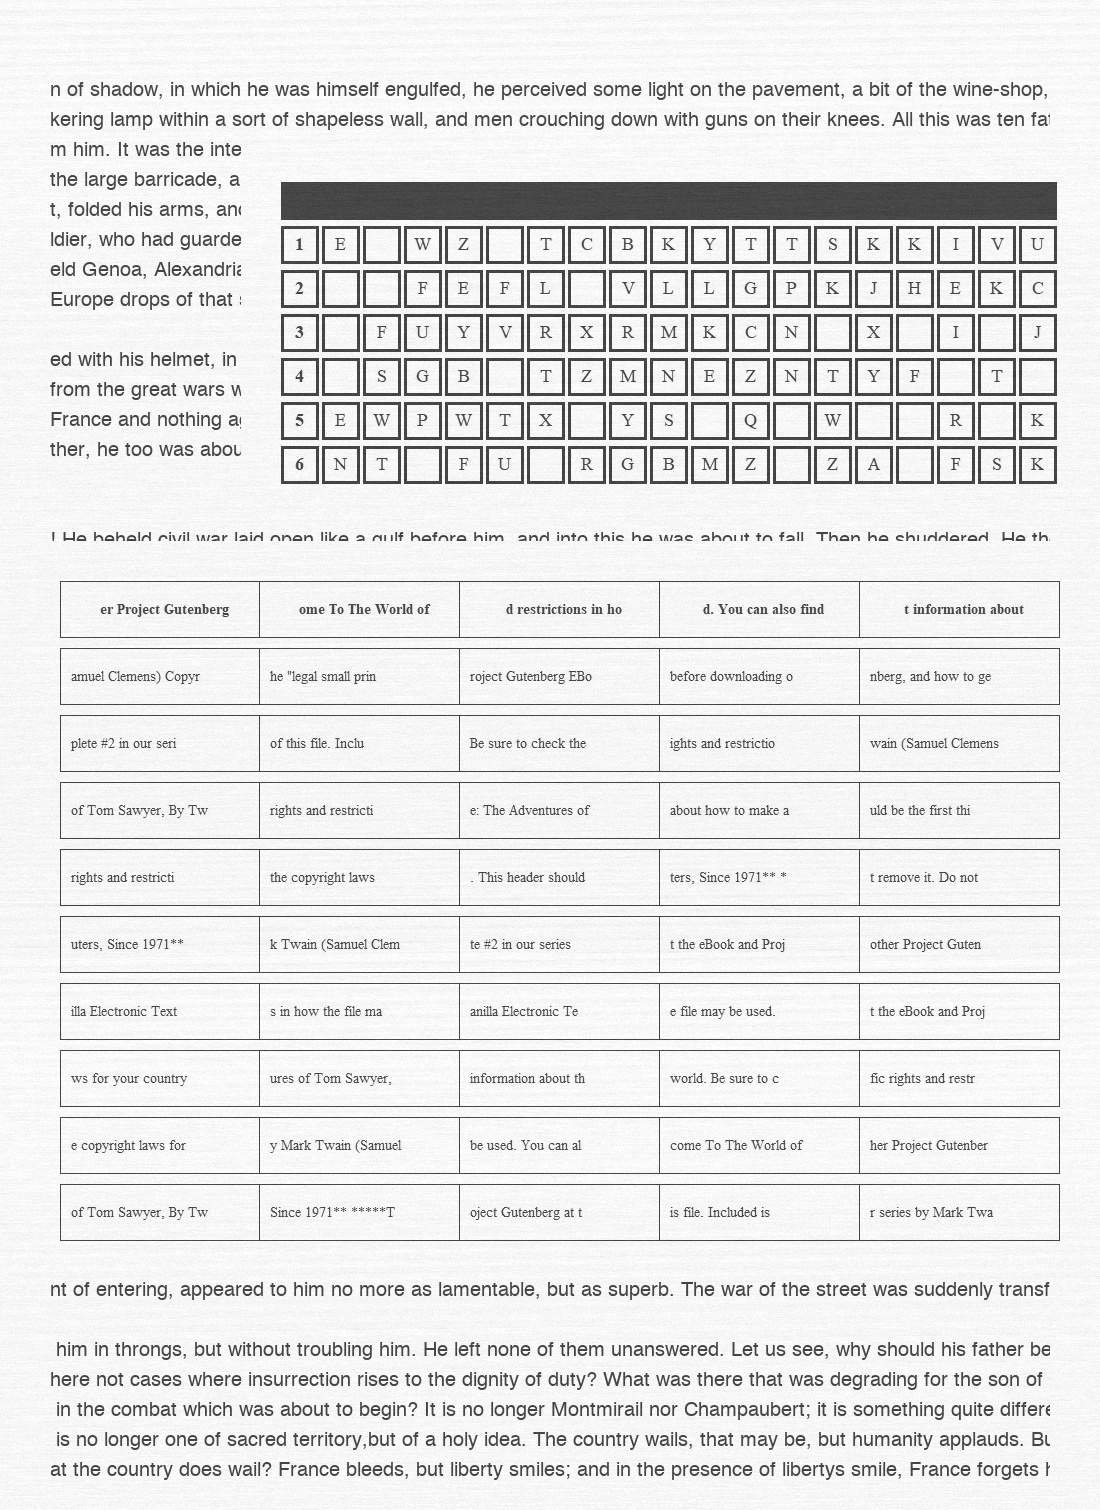 n of shadow, in which he was himself engulfed, he perceived some light on the pavement, a bit of the wine-shop,
kering lamp within a sort of shapeless wall, and men crouching down with guns on their knees. All this was ten fat
m him. It was the inte
the large barricade, a
t, folded his arms, and
ldier, who had guarde
eld Genoa, Alexandria
Europe drops of that
ed with his helmet, in
from the great wars w
France and nothing ag
ther, he too was abou
1 E W Z T C B K Y T T S K K I V U
2 F E F L V L L G P K J H E K C
3 F U Y V R X R M K C N X I J
4 S G B T Z M N E Z N T Y F T
5 E W P W T X Y S Q W R K
6 N T F U R G B M Z Z A F S K
! He beheld civil war laid open like a gulf before him, and into this he was about to fall. Then he shuddered. He th
er Project Gutenberg ome To The World of d restrictions in ho d. You can also find t information about
amuel Clemens) Copyr he "legal small prin roject Gutenberg EBo before downloading o nberg, and how to ge
plete #2 in our seri of this file. Inclu Be sure to check the ights and restrictio wain (Samuel Clemens
of Tom Sawyer, By Tw rights and restricti e: The Adventures of about how to make a uld be the first thi
rights and restricti the copyright laws . This header should ters, Since 1971** * t remove it. Do not
uters, Since 1971** k Twain (Samuel Clem te #2 in our series t the eBook and Proj other Project Guten
illa Electronic Text s in how the file ma anilla Electronic Te e file may be used. t the eBook and Proj
ws for your country ures of Tom Sawyer, information about th world. Be sure to c fic rights and restr
e copyright laws for y Mark Twain (Samuel be used. You can al come To The World of her Project Gutenber
of Tom Sawyer, By Tw Since 1971** *****T oject Gutenberg at t is file. Included is r series by Mark Twa
nt of entering, appeared to him no more as lamentable, but as superb. The war of the street was suddenly transf
him in throngs, but without troubling him. He left none of them unanswered. Let us see, why should his father be
here not cases where insurrection rises to the dignity of duty? What was there that was degrading for the son of
in the combat which was about to begin? It is no longer Montmirail nor Champaubert; it is something quite differe
is no longer one of sacred territory,but of a holy idea. The country wails, that may be, but humanity applauds. Bu
at the country does wail? France bleeds, but liberty smiles; and in the presence of libertys smile, France forgets h